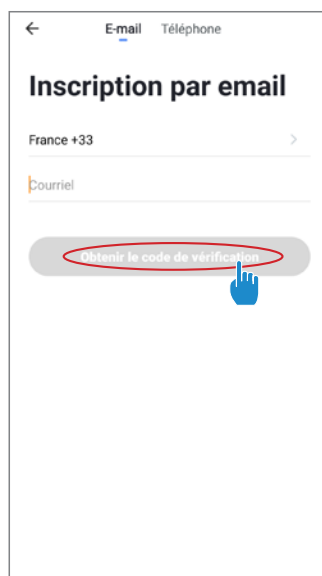 E-mail Téléphone
Inscription par email
France +33
Courriel
Obtenir le code de vérification